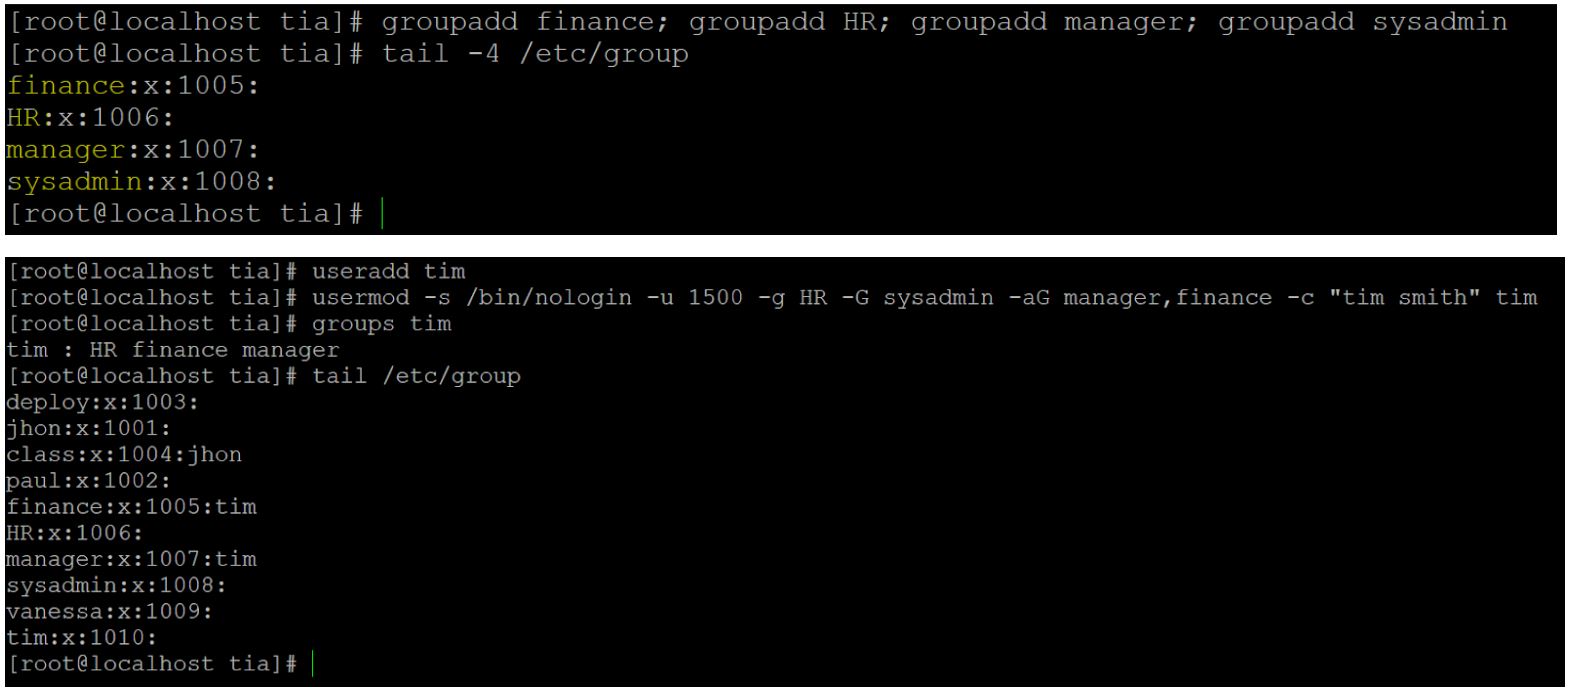 [root@localhost tia]# groupadd finance; groupadd HR; groupadd manager; groupadd sysadmin
[root@localhost tia]# tail -4 /etc/group
finance:x:1005:
HR:x:1006:
manager:x:1007:
sysadmin:x:1008:
[root@localhost tia]#
[root@localhost tia]# useradd tim
[root@localhost tia]# usermod -s /bin/nologin -u 1500 -g HR -G sysadmin -aG manager,finance -c "tim smith" tim
[root@localhost tia]# groups tim
tim : HR finance manager
[root@localhost tia]# tail /etc/group
deploy:x:1003:
jhon:x:1001:
class:x:1004:jhon
paul:x:1002:
finance:x:1005:tim
HR:x:1006:
manager:x:1007:tim
sysadmin:x:1008:
vanessa:x:1009:
tim:x:1010:
[root@localhost tia]#